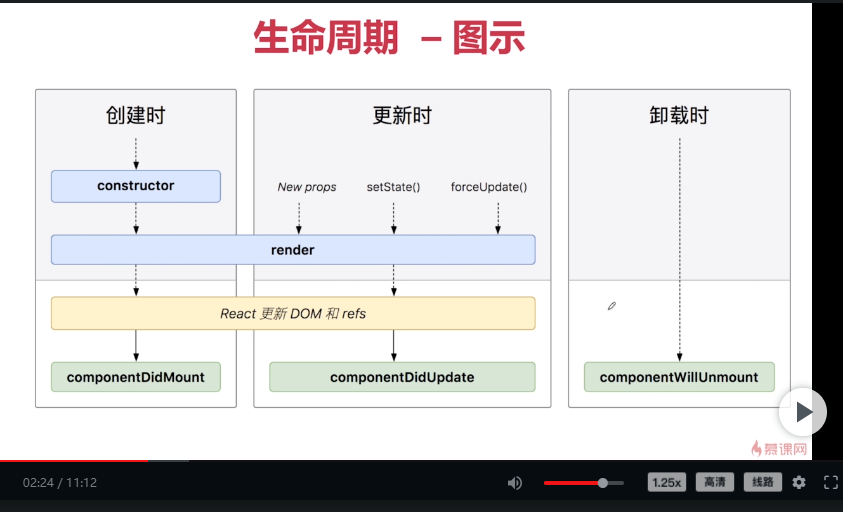 生命周期 – 图示
创建时
更新时
卸载时
constructor
New props
setState()
forceUpdate()
render
React 更新 DOM 和 refs
componentDidMount
componentDidUpdate
componentWillUnmount
慕课网
02:24 / 11:12
1.25x
高清
线路